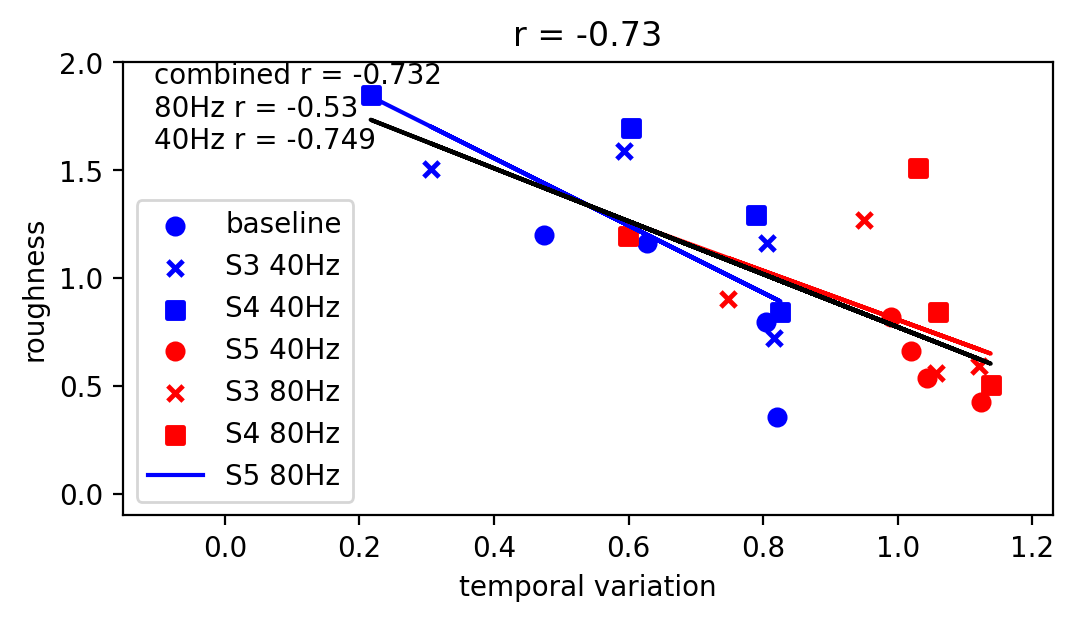 r = -0.73
combined r = -0.732
80Hz r = -0.53
40Hz r = -0.749
baseline
S3 40Hz
S4 40Hz
S5 40Hz
S3 80Hz
S4 80Hz
S5 80Hz
roughness
2.0
1.5
1.0
0.5
0.0
0.0 0.2 0.4 0.6 0.8 1.0 1.2
temporal variation